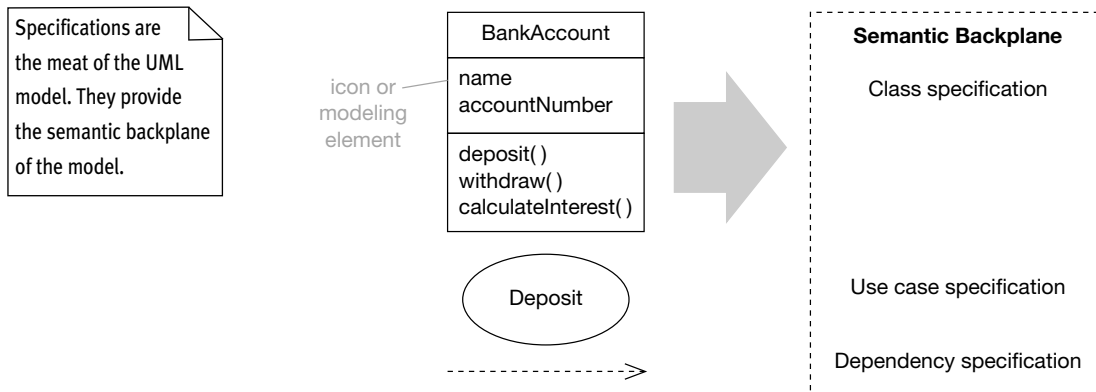 Specifications are
the meat of the UML
model. They provide
the semantic backplane
of the model.
icon or
modeling
element
BankAccount
name
accountNumber
deposit( )
withdraw( )
calculateInterest( )
Deposit
Semantic Backplane
Class specification
Use case specification
Dependency specification